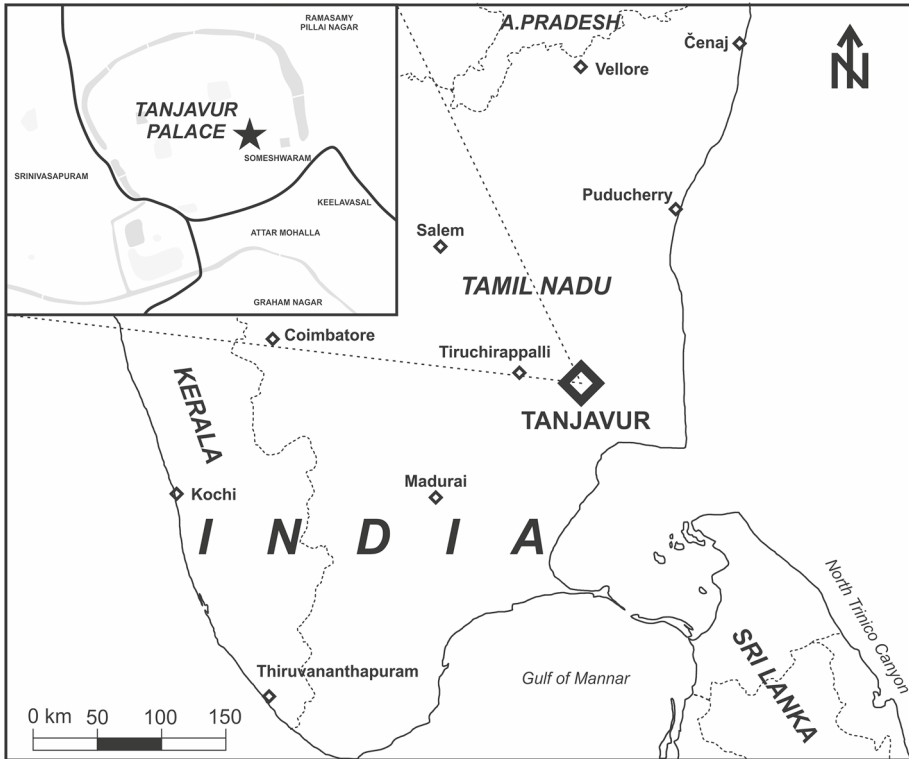 RAMASAMY
PILLAI NAGAR
TANJAVUR
PALACE
SOMESHWARAM
SRINIVASAPURAM
KEELAVASAL
ATTAR MOHALLA
GRAHAM NAGAR
A.PRADESH
Čenaj
N
Vellore
Puducherry
Salem
TAMIL NADU
Coimbatore
Tiruchirappalli
TANJAVUR
KERALA
Kochi
Madurai
INDIA
North Trinico Canyon
SRI LANKA
Thiruvananthapuram
Gulf of Mannar
0 km 50 100 150